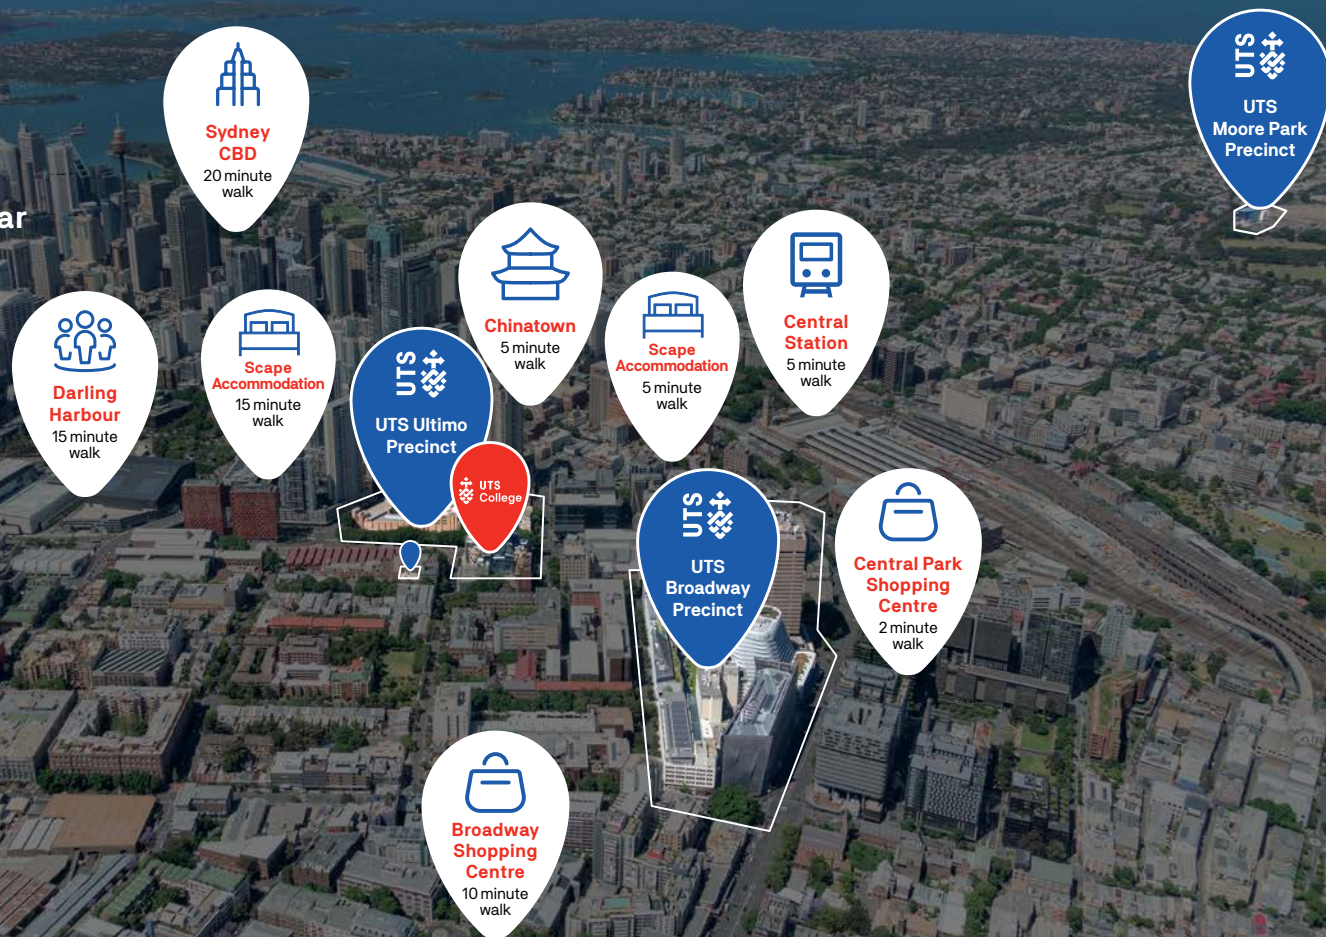 UTS
UTS
Moore Park
Precinct
Sydney
CBD
20 minute
walk
ar
Chinatown
5 minute
walk
Central
Station
5 minute
walk
Scape
Accommodation
5 minute
walk
Scape
Accommodation
15 minute
walk
Darling
Harbour
15 minute
walk
UTS
UTS Ultimo
Precinct
UTS
College
UTS
UTS
Broadway
Precinct
Central Park
Shopping
Centre
2 minute
walk
Broadway
Shopping
Centre
10 minute
walk